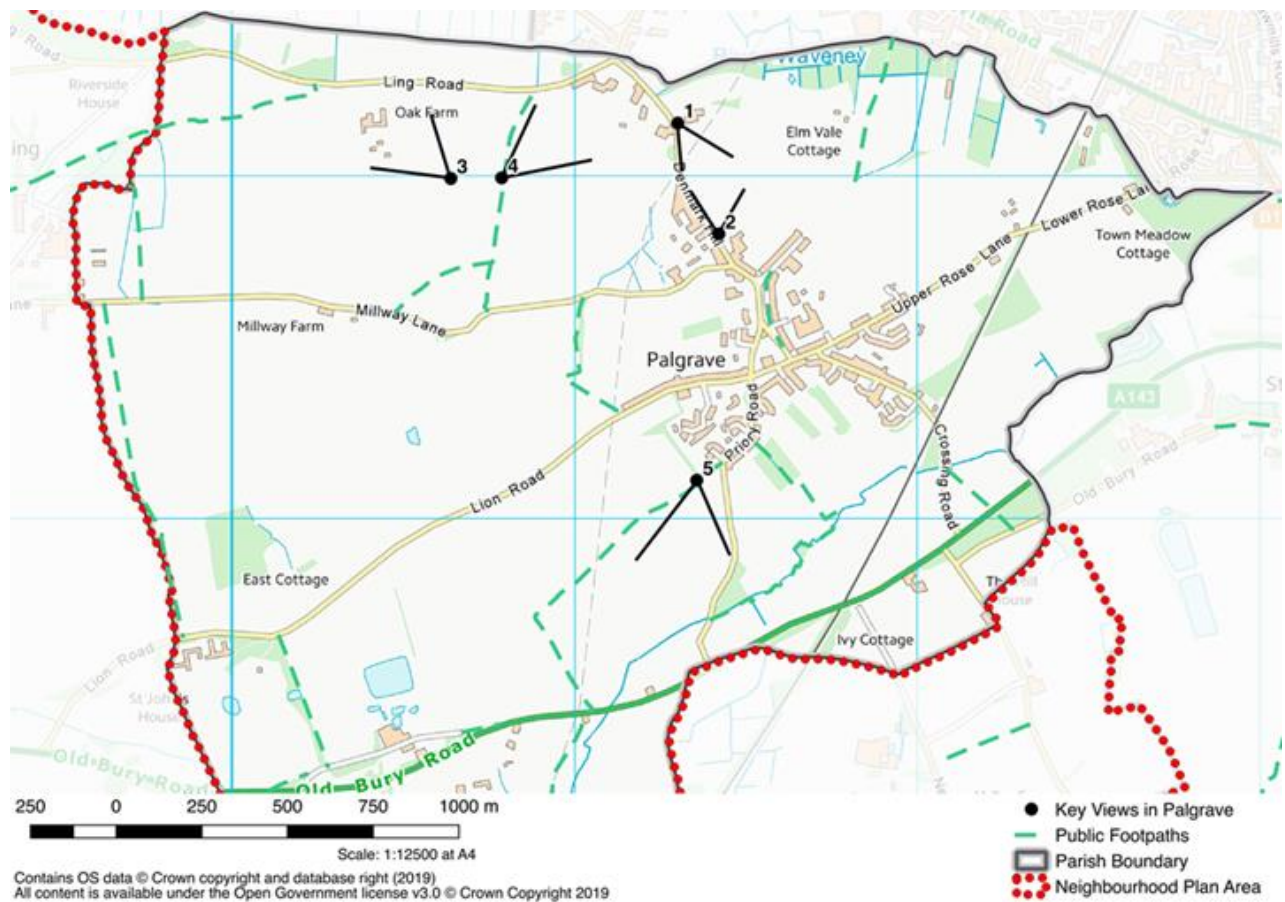 Waveney
Riverside
House
Ling Road
Oak Farm
1
Elm Vale
Cottage
3
4
Denmark Hill
2
Lower Rose Lane
Upper Rose Lane
Town Meadow
Cottage
Millway Farm
Millway Lane
Palgrave
A143
Priory Road
Crossing Road
Old Bury Road
5
Lion Road
East Cottage
House
Ivy Cottage
Lion Road
St Johns
House
Old Bury Road
Old Bury Road
250 0 250 500 750 1000 m
Scale: 1:12500 at A4
Contains OS data © Crown copyright and database right (2019)
All content is available under the Open Government license v3.0 © Crown Copyright 2019
Key Views in Palgrave
Public Footpaths
Parish Boundary
Neighbourhood Plan Area